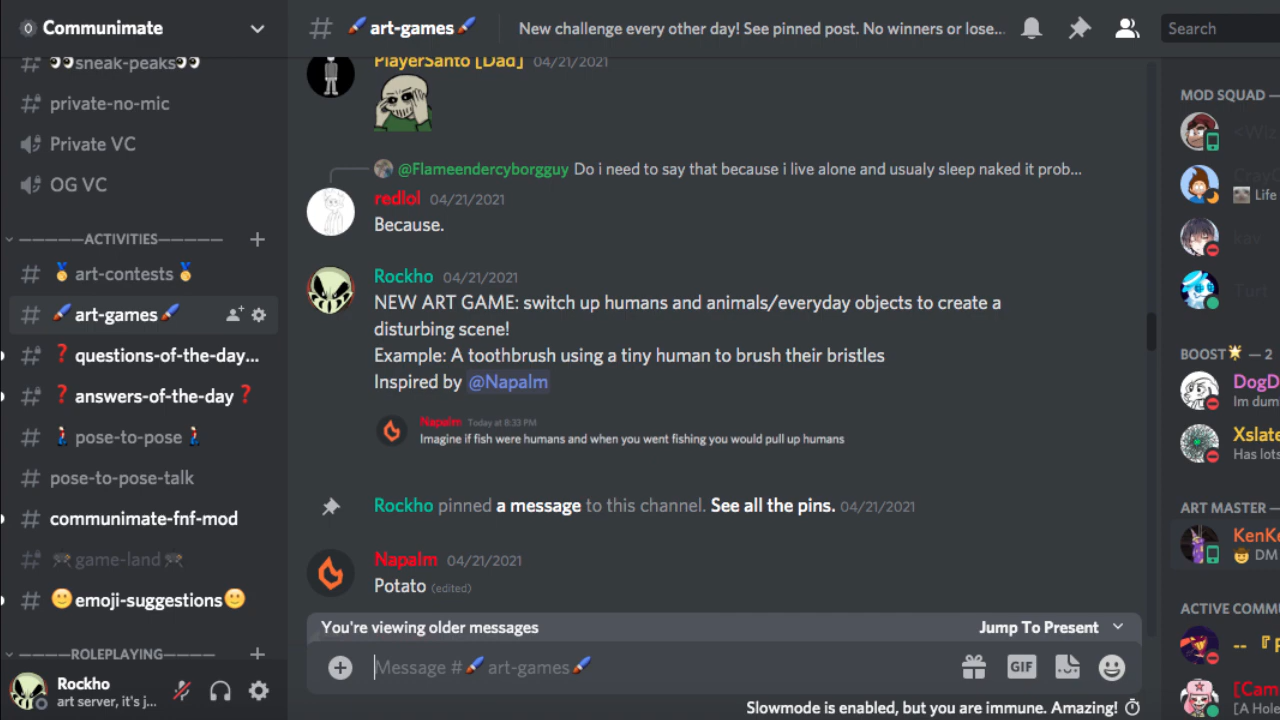 Communimate
sneak-peaks
private-no-mic
Private VC
OG VC
ACTIVITIES
art-contests
art-games
questions-of-the-day...
answers-of-the-day
pose-to-pose
pose-to-pose-talk
communimate-fnf-mod
game-land
emoji-suggestions
ROLEPLAYING
Rockho
art server, it's j...
art-games
New challenge every other day! See pinned post. No winners or lose...
Search
PlayerSanto [Dad] 04/21/2021
@Flameendercyborgguy Do i need to say that because i live alone and usualy sleep naked it prob...
redlol 04/21/2021
Because.
Rockho 04/21/2021
NEW ART GAME: switch up humans and animals/everyday objects to create a
disturbing scene!
Example: A toothbrush using a tiny human to brush their bristles
Inspired by @Napalm
Napalm Today at 8:33 PM
Imagine if fish were humans and when you went fishing you would pull up humans
Rockho pinned a message to this channel. See all the pins. 04/21/2021
Napalm 04/21/2021
Potato (edited)
You're viewing older messages
Jump To Present
Message # art-games
GIF
Slowmode is enabled, but you are immune. Amazing!
MOD SQUAD —
Life
kav
Turt
BOOST — 2
DogD
Im dum
Xslate
Has lots
ART MASTER —
KenKe
DM
ACTIVE COMMU
[Cam
[A Hole